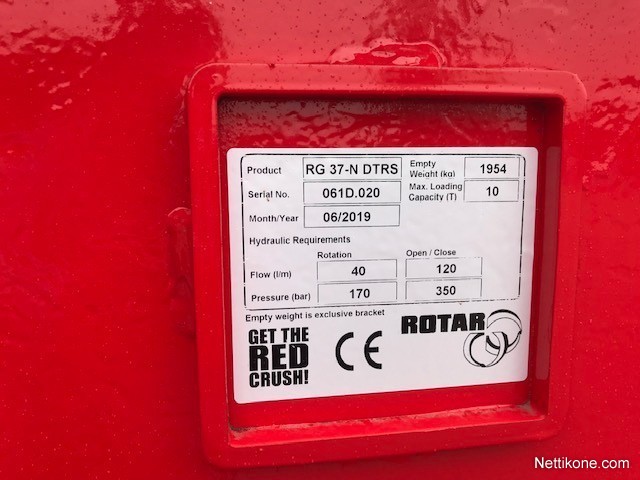 Product RG 37-N DTRS Empty Weight (kg) 1954
Serial No. 061D.020 Max. Loading Capacity (T) 10
Month/Year 06/2019
Hydraulic Requirements
Rotation Open / Close
Flow (l/m) 40 120
Pressure (bar) 170 350
Empty weight is exclusive bracket
GET THE
RED
CRUSH!
CE
ROTAR
Nettikone.com